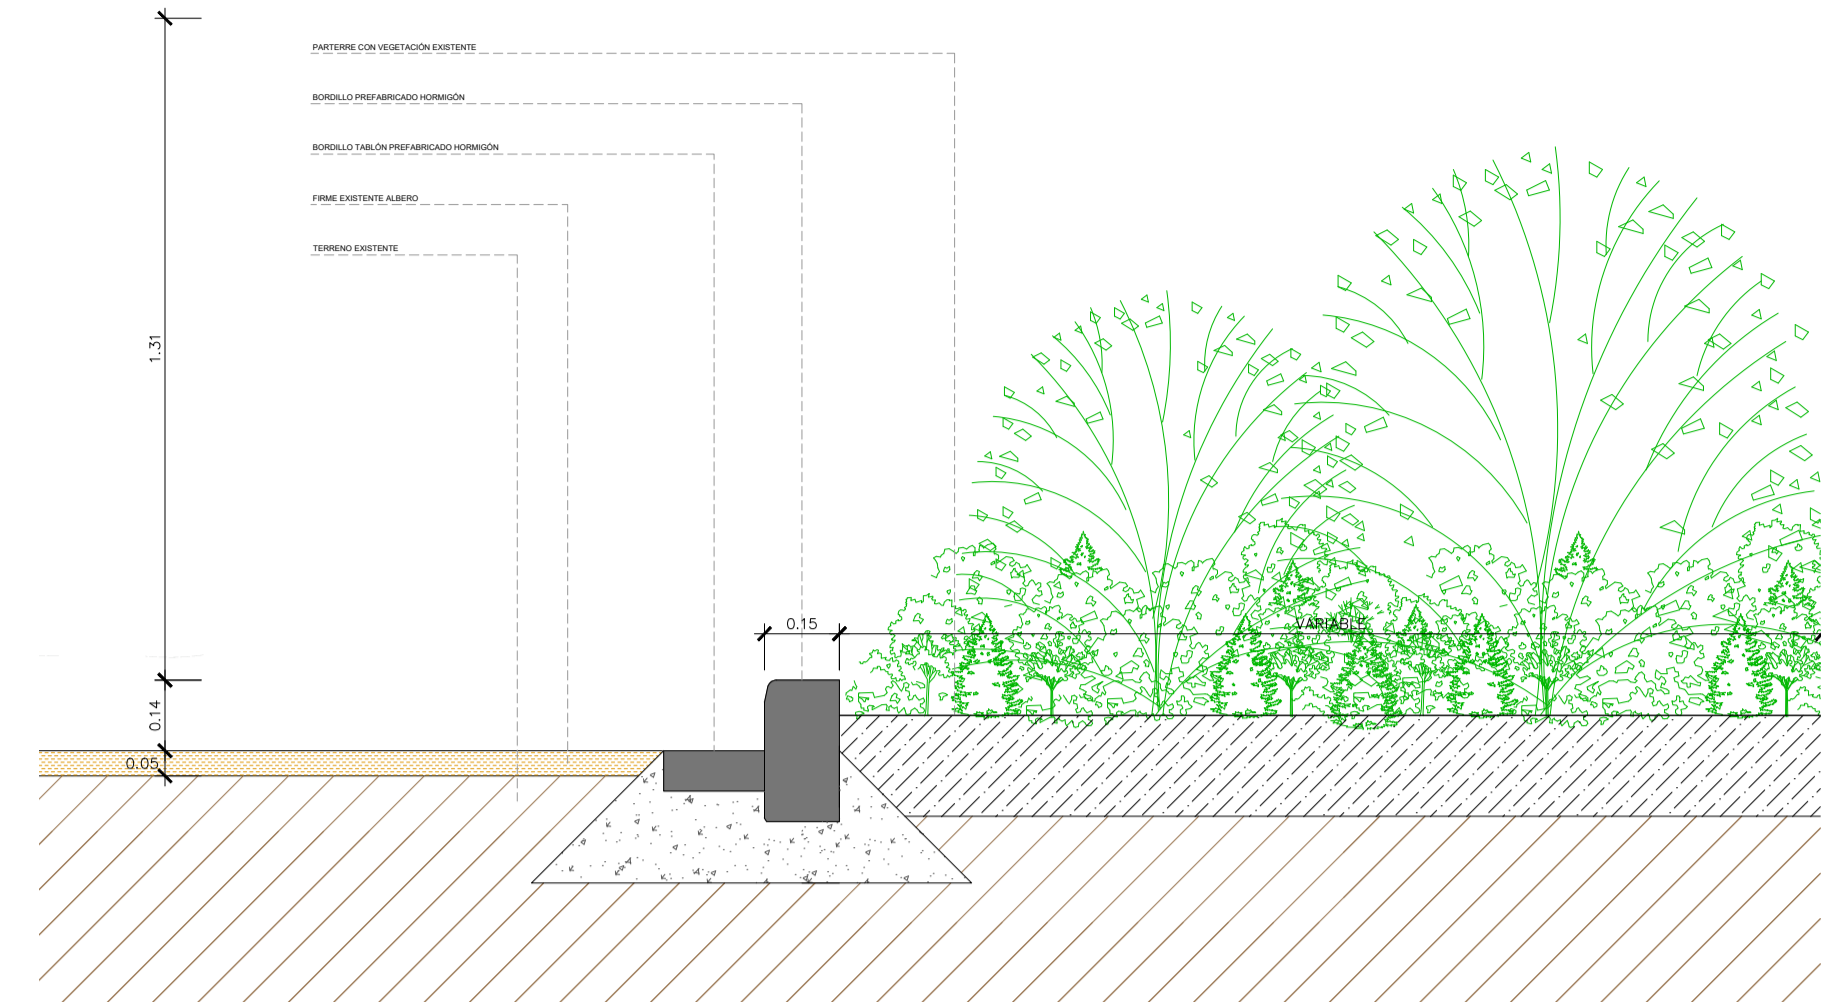 PARTERRE CON VEGETACIÓN EXISTENTE
BORDILLO PREFABRICADO HORMIGÓN
BORDILLO TABLÓN PREFABRICADO HORMIGÓN
FIRME EXISTENTE ALBERO
TERRENO EXISTENTE
1.31
0.15
VARIABLE
0.14
0.05